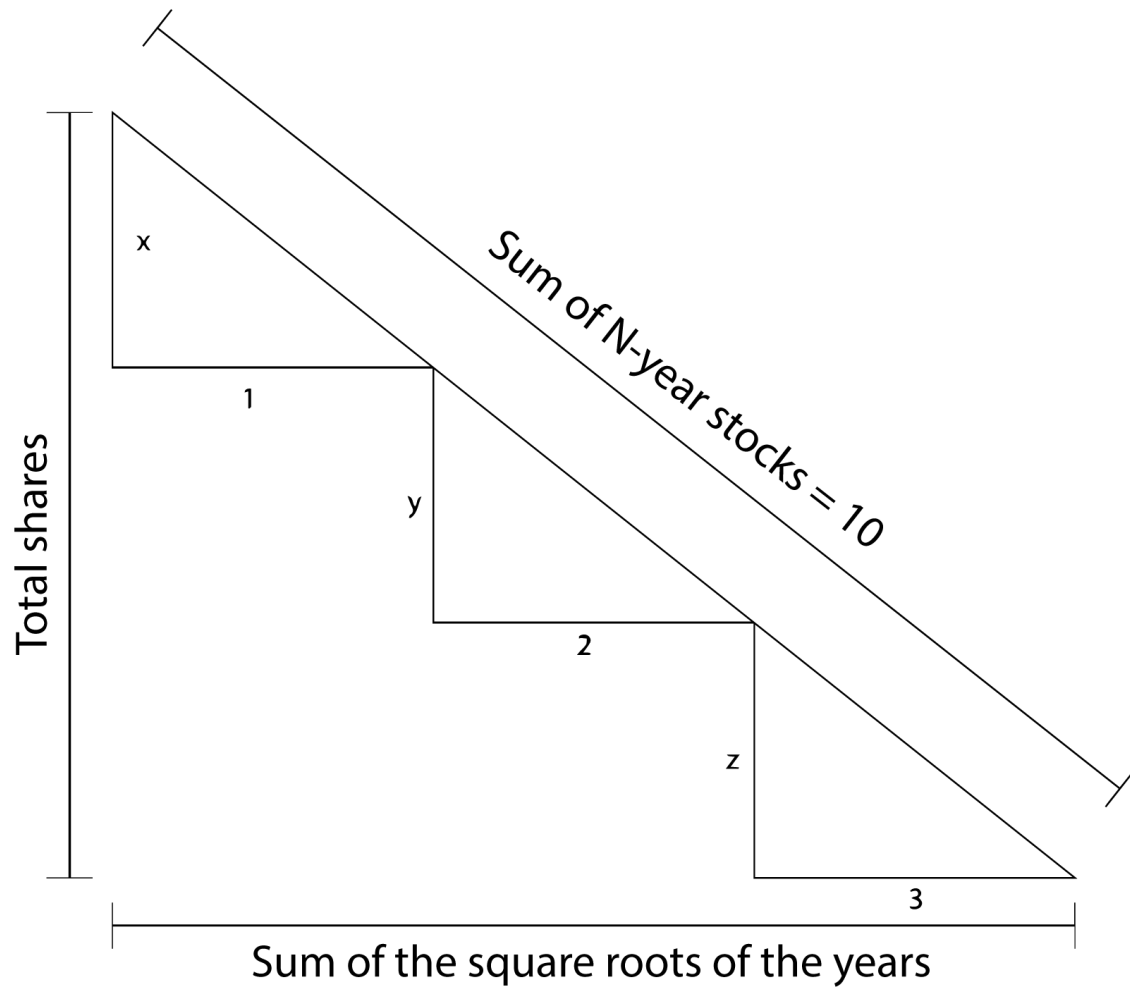 Sum of N-year stocks = 10
x
1
y
Total shares
2
z
3
Sum of the square roots of the years